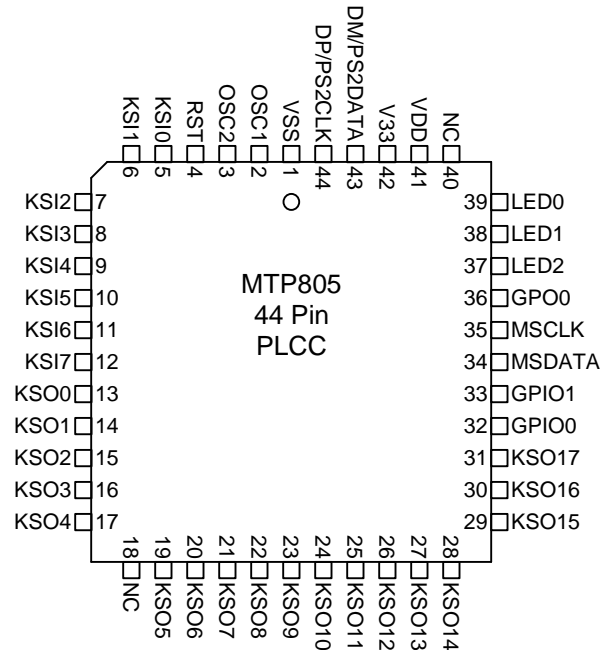 KSI1
KSI0
RST
OSC2
OSC1
VSS
DP/PS2CLK
DM/PS2DATA
V33
VDD
NC
6
5
4
3
2
1
44
43
42
41
40
KSI2 7
KSI3 8
KSI4 9
KSI5 10
KSI6 11
KSI7 12
KSO0 13
KSO1 14
KSO2 15
KSO3 16
KSO4 17
MTP805
44 Pin
PLCC
39 LED0
38 LED1
37 LED2
36 GPO0
35 MSCLK
34 MSDATA
33 GPIO1
32 GPIO0
31 KSO17
30 KSO16
29 KSO15
18 NC
19 KSO5
20 KSO6
21 KSO7
22 KSO8
23 KSO9
24 KSO10
25 KSO11
26 KSO12
27 KSO13
28 KSO14